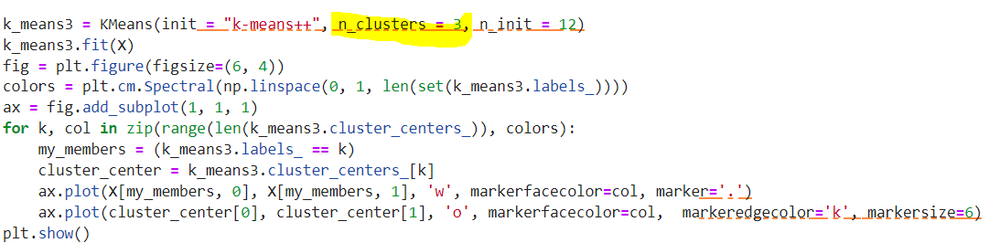 k_means3 = KMeans(init = "k-means++", n_clusters = 3, n_init = 12)
k_means3.fit(X)
fig = plt.figure(figsize=(6, 4))
colors = plt.cm.Spectral(np.linspace(0, 1, len(set(k_means3.labels_))))
ax = fig.add_subplot(1, 1, 1)
for k, col in zip(range(len(k_means3.cluster_centers_)), colors):
    my_members = (k_means3.labels_ == k)
    cluster_center = k_means3.cluster_centers_[k]
    ax.plot(X[my_members, 0], X[my_members, 1], 'w', markerfacecolor=col, marker='.')
    ax.plot(cluster_center[0], cluster_center[1], 'o', markerfacecolor=col,  markeredgecolor='k', markersize=6)
plt.show()